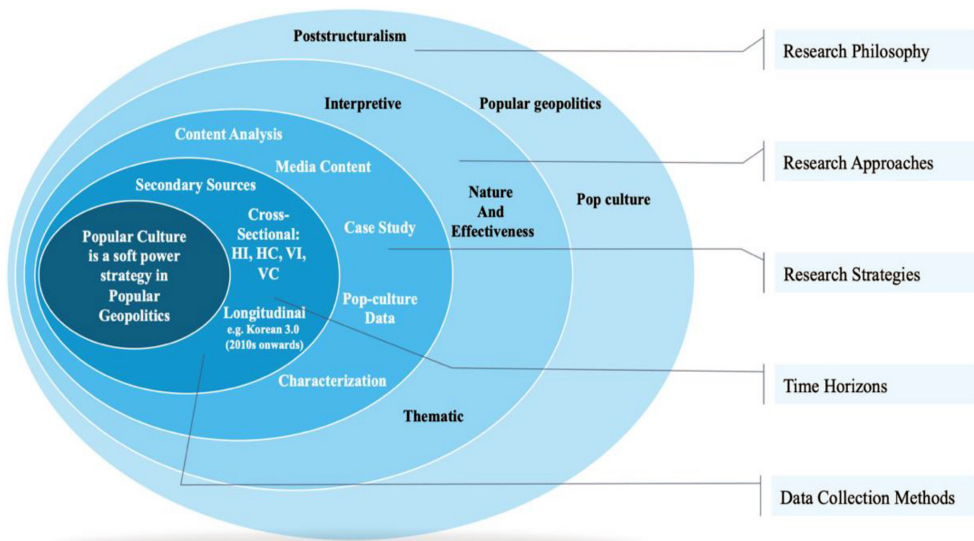 Poststructuralism
Interpretive
Popular geopolitics
Content Analysis
Media Content
Secondary Sources
Nature
And
Effectiveness
Pop culture
Cross-
Sectional:
HI, HC, VI,
VC
Case Study
Popular Culture
is a soft power
strategy in
Popular
Geopolitics
Longitudinai
e.g. Korean 3.0
(2010s onwards)
Pop-culture
Data
Characterization
Thematic
Research Philosophy
Research Approaches
Research Strategies
Time Horizons
Data Collection Methods